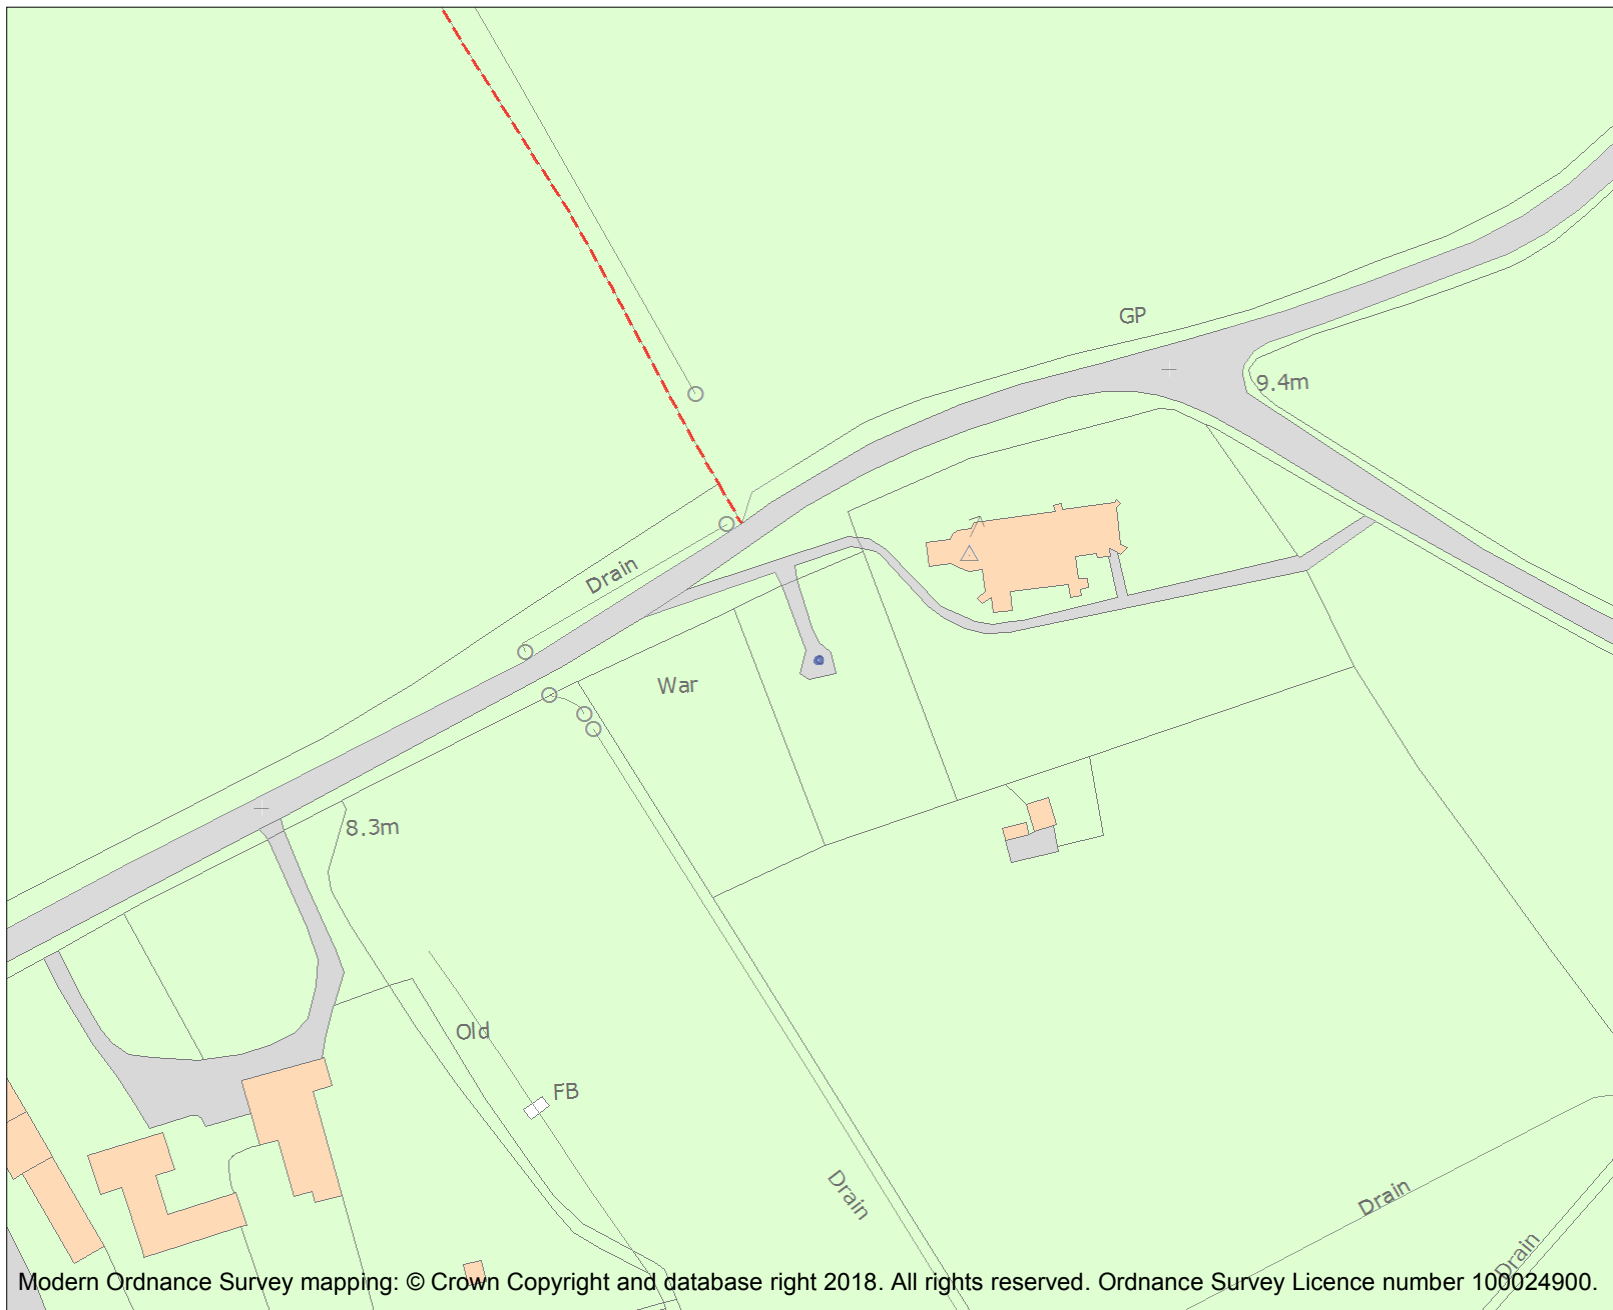 GP
9.4m
Drain
War
8.3m
Old
FB
Drain
Drain
Drain
Modern Ordnance Survey mapping: © Crown Copyright and database right 2018. All rights reserved. Ordnance Survey Licence number 100024900.